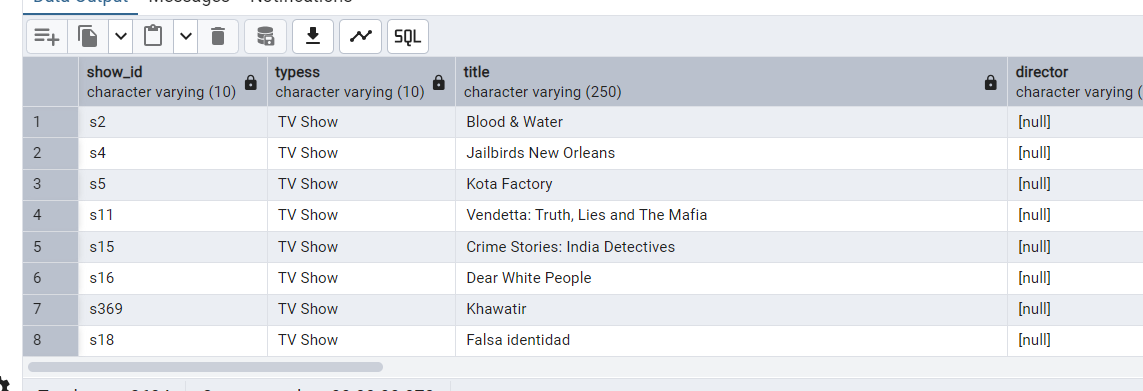 Data Output Messages Notifications
SQL
show_id typess title director
character varying (10) character varying (10) character varying (250) character varying (
1 s2 TV Show Blood & Water [null]
2 s4 TV Show Jailbirds New Orleans [null]
3 s5 TV Show Kota Factory [null]
4 s11 TV Show Vendetta: Truth, Lies and The Mafia [null]
5 s15 TV Show Crime Stories: India Detectives [null]
6 s16 TV Show Dear White People [null]
7 s369 TV Show Khawatir [null]
8 s18 TV Show Falsa identidad [null]